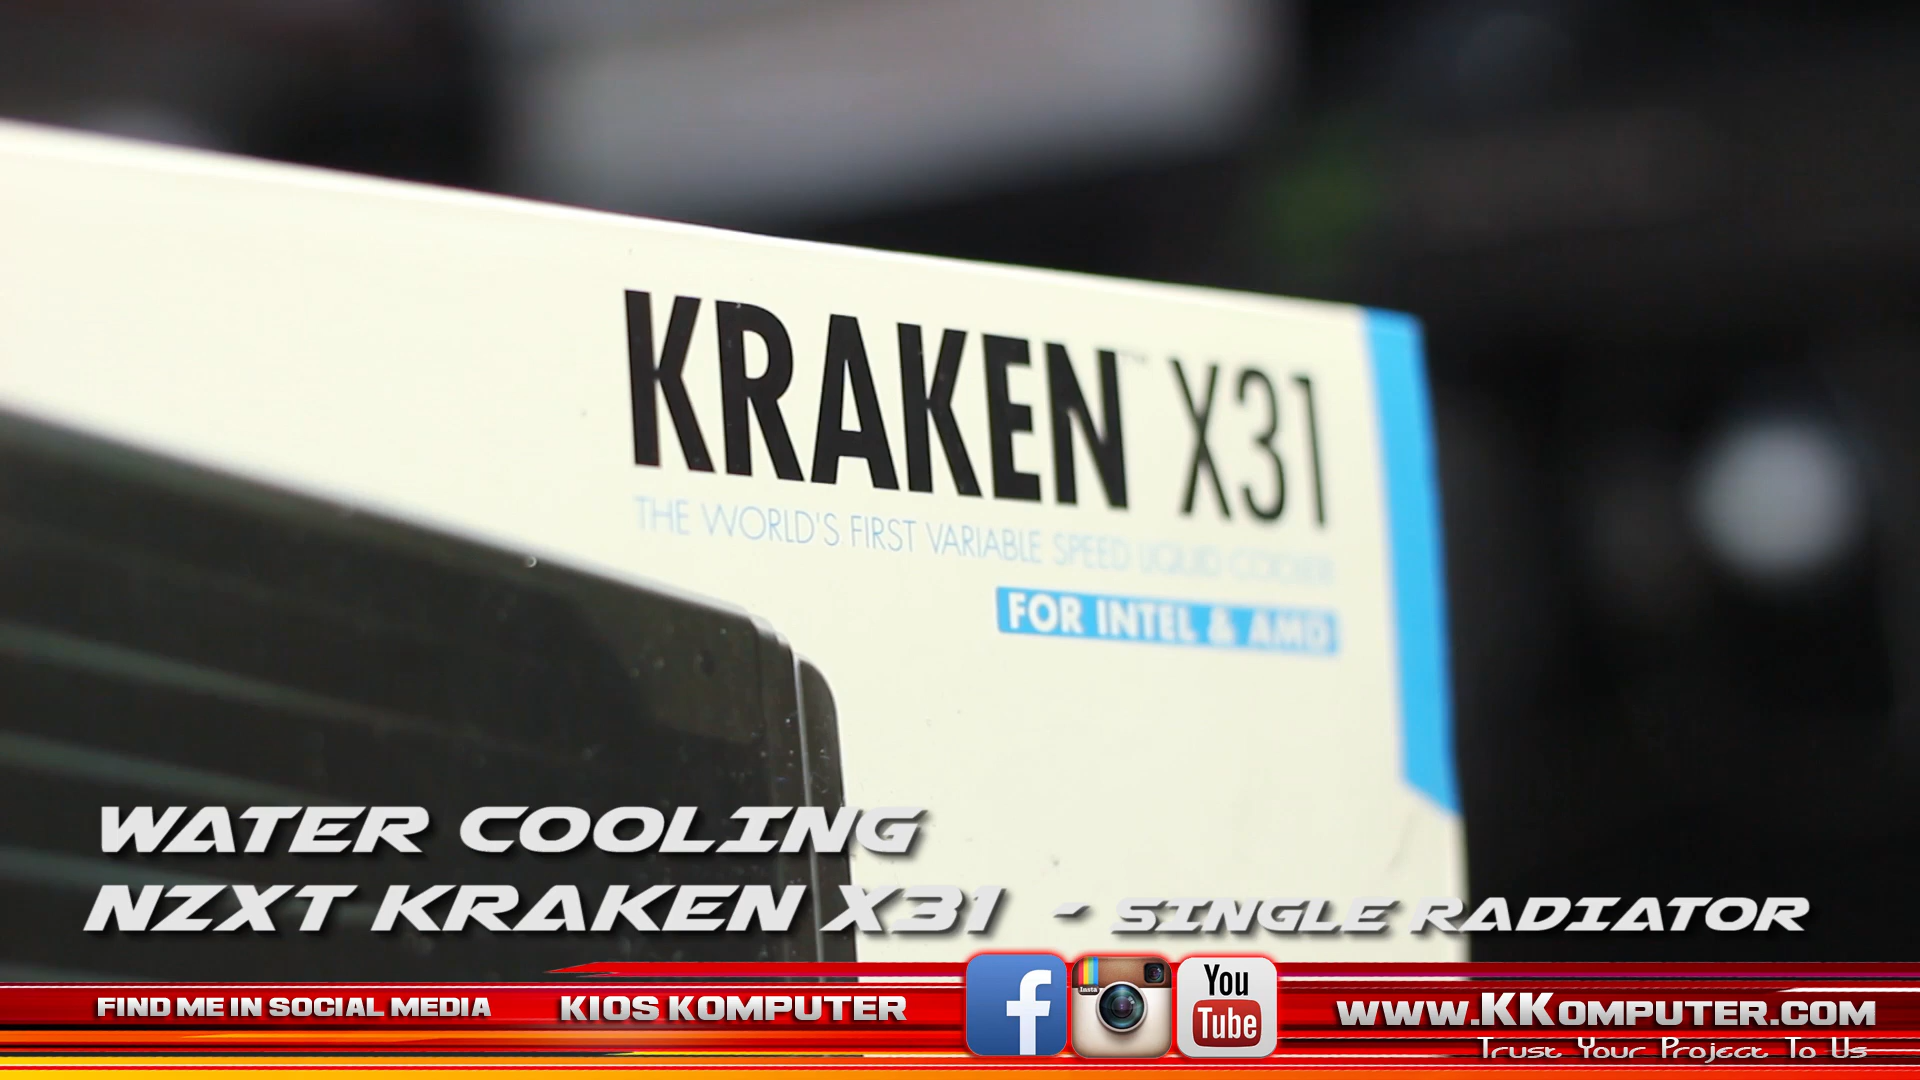 KRAKEN™ X31
THE WORLD'S FIRST VARIABLE SPEED LIQUID COOLER
FOR INTEL & AMD
WATER COOLING
NZXT KRAKEN X31 - SINGLE RADIATOR
FIND ME IN SOCIAL MEDIA KIOS KOMPUTER f Insta You Tube www.KKomputer.com
Trust Your Project To Us